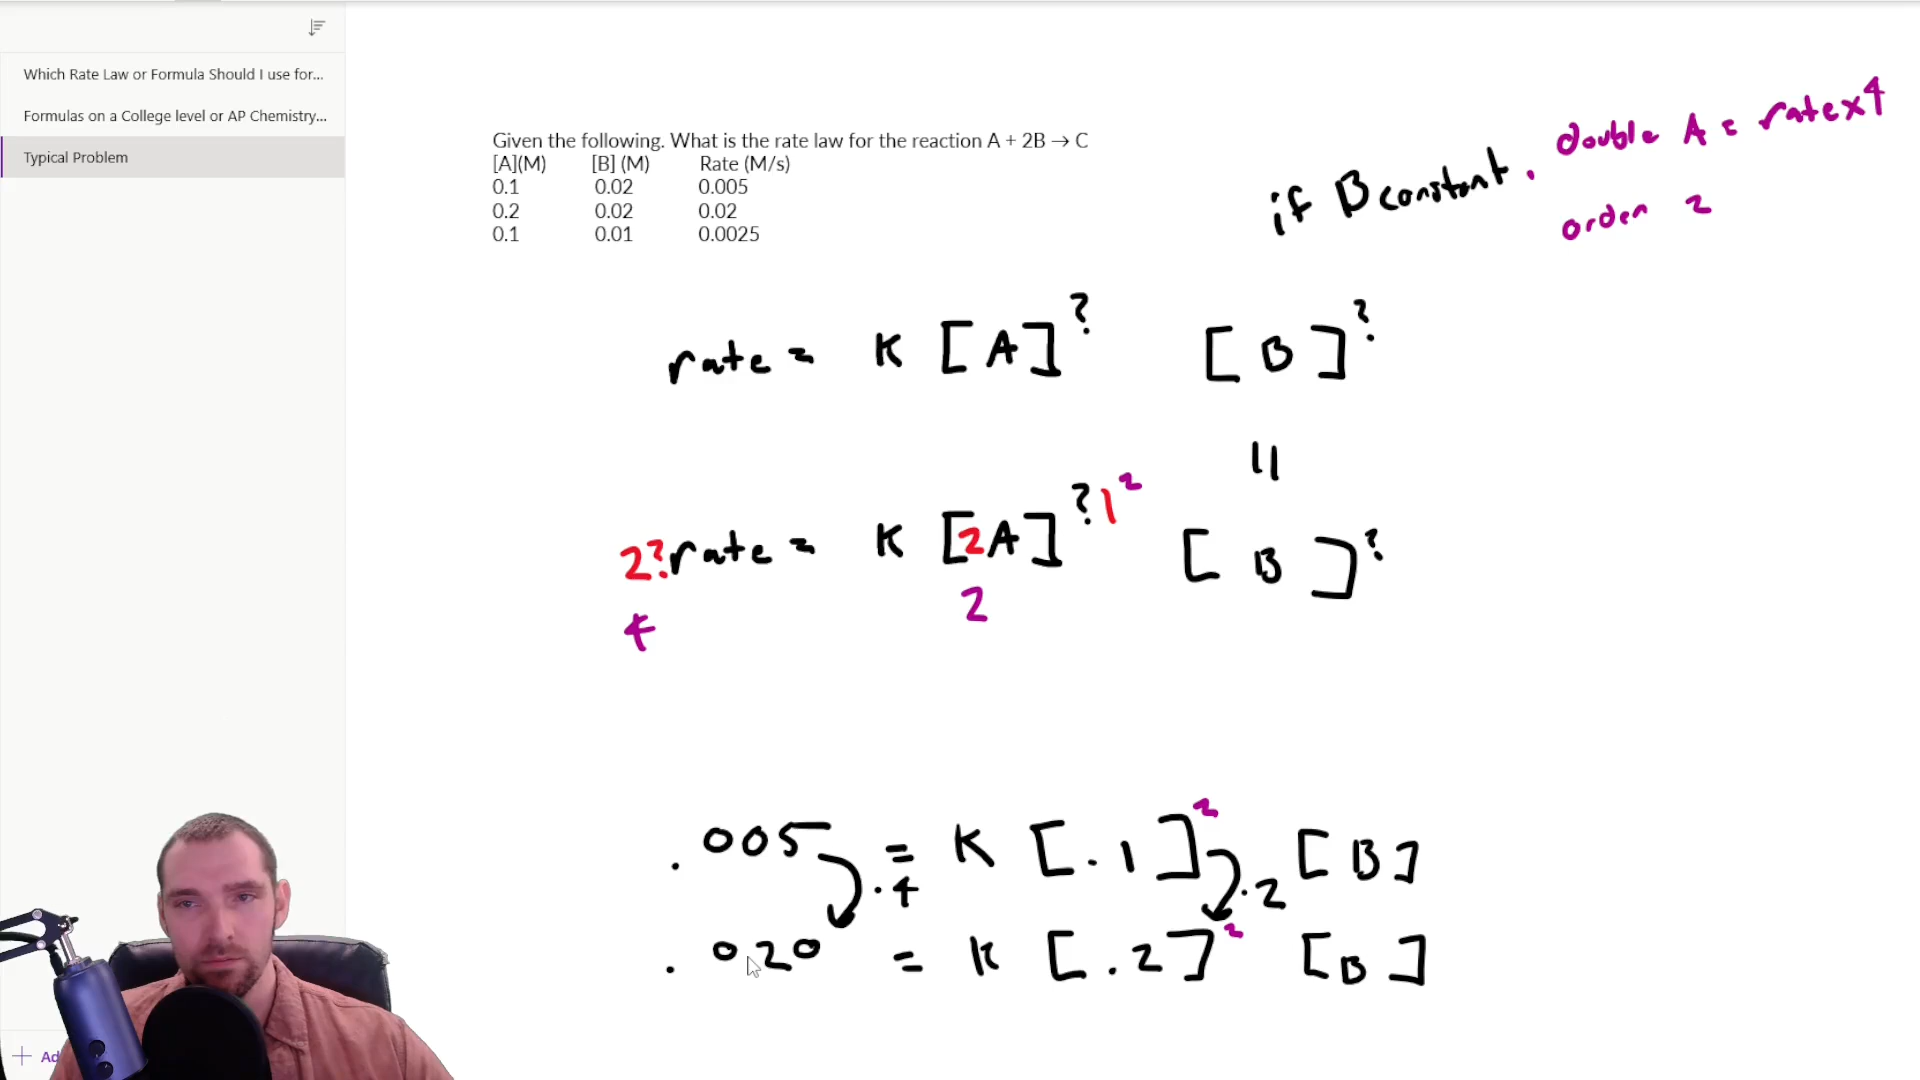 Which Rate Law or Formula Should I use for...
Formulas on a College level or AP Chemistry...
Typical Problem
Given the following. What is the rate law for the reaction A + 2B → C
[A](M) [B] (M) Rate (M/s)
0.1 0.02 0.005
0.2 0.02 0.02
0.1 0.01 0.0025
if B constant, double A = rate x4
order 2
rate = K [A]? [B]?
||
2? rate = K [2A]? 1 2 [B]?
4 2
.005 = K [.1]² [B]
·4 ·2
.020 = K [.2]² [B]
+ Ad